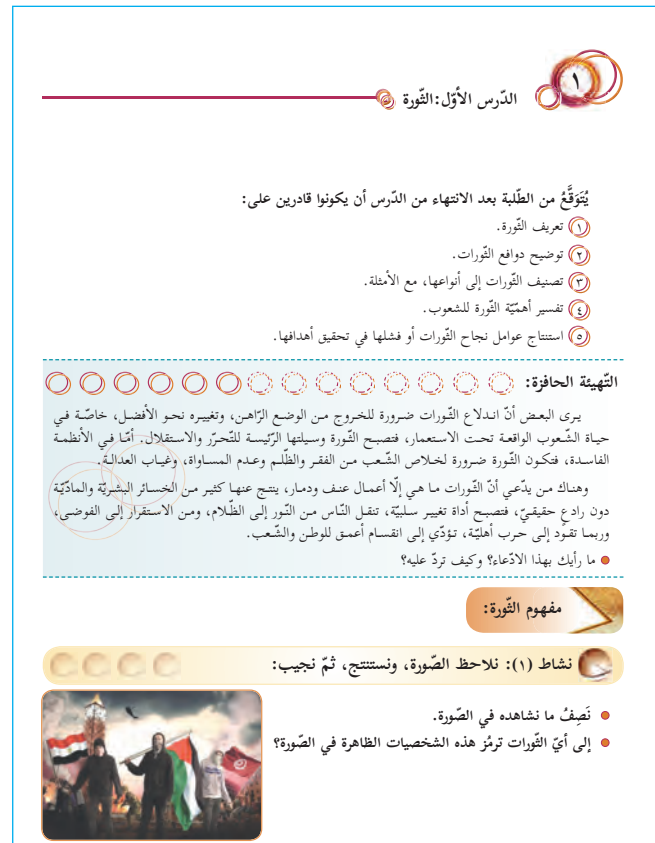 ١
الدّرس الأوّل: الثّورة
يُتَوَقَّعُ من الطّلبة بعد الانتهاء من الدّرس أن يكونوا قادرين على:
١ تعريف الثّورة.
٢ توضيح دوافع الثّورات.
٣ تصنيف الثّورات إلى أنواعها، مع الأمثلة.
٤ تفسير أهمّيّة الثّورة للشعوب.
٥ استنتاج عوامل نجاح الثّورات أو فشلها في تحقيق أهدافها.
التّهيئة الحافزة:
يرى البعض أنّ اندلاع الثّورات ضرورة للخروج من الوضع الرّاهن، وتغييره نحو الأفضل، خاصّة في
حياة الشّعوب الواقعة تحت الاستعمار، فتصبح الثّورة وسيلتها الرّئيسة للتّحرّر والاستقلال. أمّا في الأنظمة
الفاسدة، فتكون الثّورة ضرورة لخلاص الشّعب من الفقر والظّلم وعدم المساواة، وغياب العدالة.
وهناك من يدّعي أنّ الثّورات ما هي إلّا أعمال عنف ودمار، ينتج عنها كثير من الخسائر البشريّة والمادّيّة
دون رادع حقيقيّ، فتصبح أداة تغيير سلبيّة، تنقل النّاس من النّور إلى الظّلام، ومن الاستقرار إلى الفوضى،
وربما تقود إلى حرب أهليّة، تؤدّي إلى انقسام أعمق للوطن والشّعب.
● ما رأيك بهذا الادّعاء؟ وكيف تردّ عليه؟
مفهوم الثّورة:
نشاط (١): نلاحظ الصّورة، ونستنتج، ثمّ نجيب:
● نَصِفُ ما نشاهده في الصّورة.
● إلى أيّ الثّورات ترمُز هذه الشخصيات الظاهرة في الصّورة؟